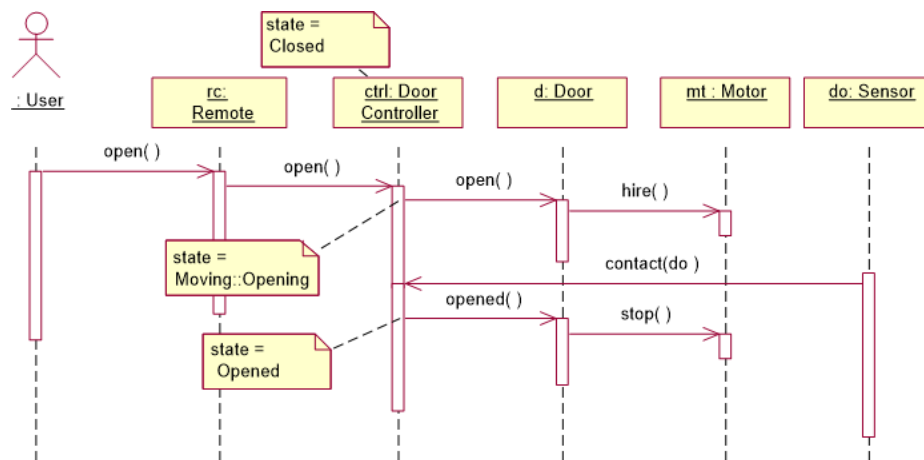 state =
Closed
: User
rc:
Remote
ctrl: Door
Controller
d: Door
mt : Motor
do: Sensor
open( )
open( )
open( )
hire( )
state =
Moving::Opening
contact(do )
opened( )
stop( )
state =
Opened